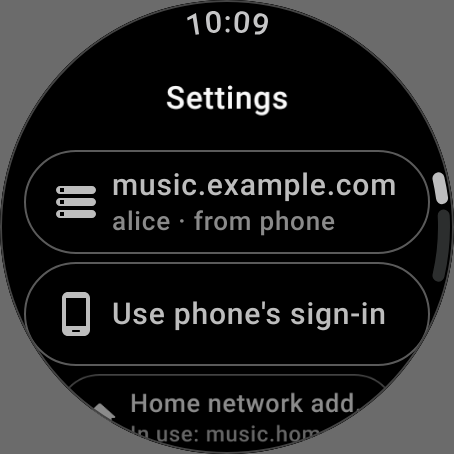 10:09
Settings
music.example.com
alice · from phone
Use phone's sign-in
Home network add
In use: music.hom